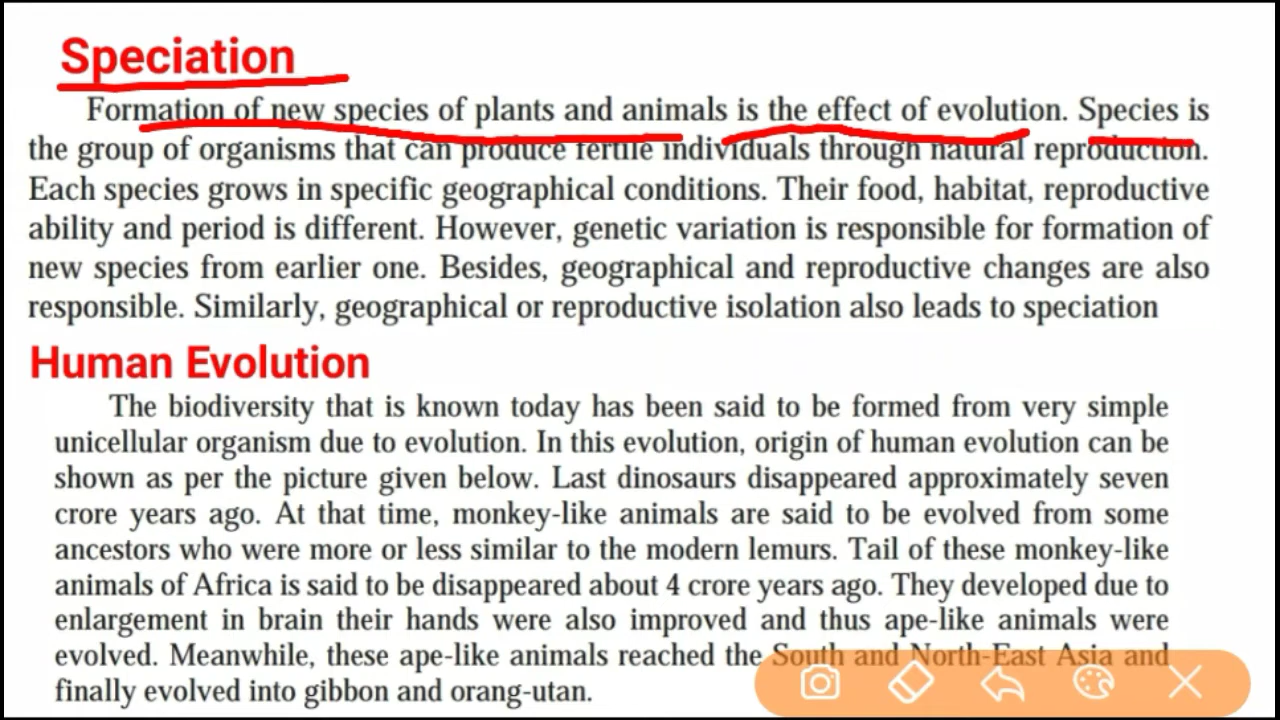 Speciation
Formation of new species of plants and animals is the effect of evolution. Species is
the group of organisms that can produce fertile individuals through natural reproduction.
Each species grows in specific geographical conditions. Their food, habitat, reproductive
ability and period is different. However, genetic variation is responsible for formation of
new species from earlier one. Besides, geographical and reproductive changes are also
responsible. Similarly, geographical or reproductive isolation also leads to speciation
Human Evolution
The biodiversity that is known today has been said to be formed from very simple
unicellular organism due to evolution. In this evolution, origin of human evolution can be
shown as per the picture given below. Last dinosaurs disappeared approximately seven
crore years ago. At that time, monkey-like animals are said to be evolved from some
ancestors who were more or less similar to the modern lemurs. Tail of these monkey-like
animals of Africa is said to be disappeared about 4 crore years ago. They developed due to
enlargement in brain their hands were also improved and thus ape-like animals were
evolved. Meanwhile, these ape-like animals reached the South and North-East Asia and
finally evolved into gibbon and orang-utan.